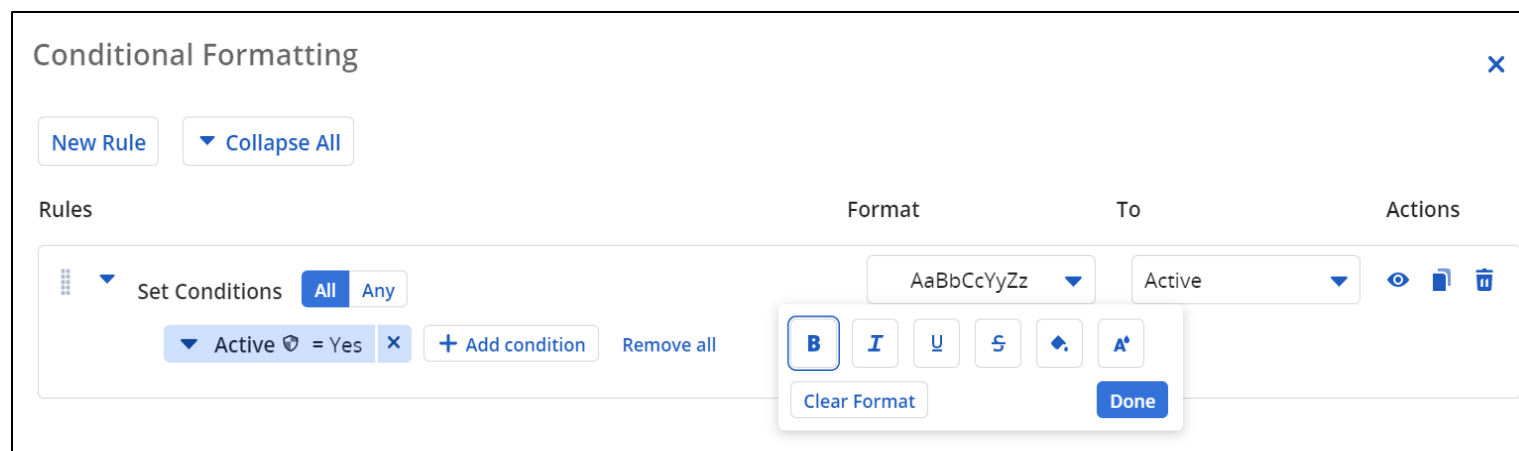 Conditional Formatting
New Rule
Collapse All
Rules Format To Actions
Set Conditions All Any AaBbCcYyZz Active
Active = Yes Add condition Remove all B I U S A
Clear Format Done